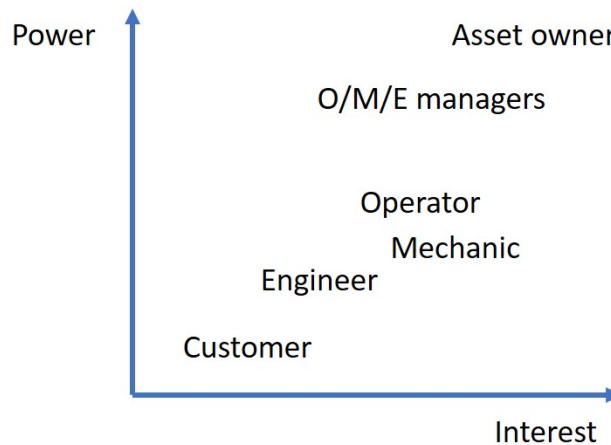 Power
Asset owner
O/M/E managers
Operator
Mechanic
Engineer
Customer
Interest